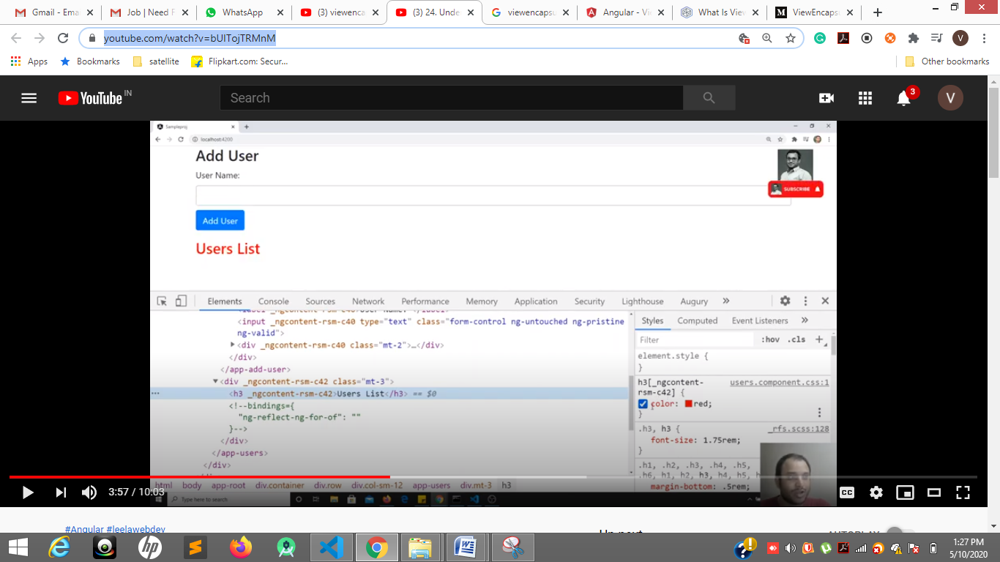 Gmail - Ema
Job | Need F
WhatsApp
(3) viewenca
(3) 24. Unde
viewencapsu
Angular - Vi
What Is View
ViewEncaps
youtube.com/watch?v=bUITojTRMnM
V
Apps
Bookmarks
satellite
Flipkart.com: Secur...
Other bookmarks
YouTube IN
Search
3
V
Sampleproj
localhost:4200
Add User
User Name:
SUBSCRIBE
Add User
Users List
Elements Console Sources Network Performance Memory Application Security Lighthouse Augury »
<input _ngcontent-rsm-c40 type="text" class="form-control ng-untouched ng-pristine
ng-valid">
<div _ngcontent-rsm-c40 class="mt-2">…</div>
</div>
</app-add-user>
<div _ngcontent-rsm-c42 class="mt-3">
<h3 _ngcontent-rsm-c42>Users List</h3> == $0
<!--bindings={
"ng-reflect-ng-for-of": ""
}-->
</div>
</app-users>
</div>
html body app-root div.container div.row div.col-sm-12 app-users div.mt-3 h3
Styles Computed Event Listeners »
Filter
:hov .cls +
element.style {
}
h3[_ngcontent- users.component.css:1
rsm-c42] {
color: red;
}
.h3, h3 { _rfs.scss:128
font-size: 1.75rem;
}
.h1, .h2, .h3, .h4, .h5,
.h6, h1, h2, h3, h4, h5,
margin-bottom: .5rem;
Type here to search
3:57 / 10:03
CC
#Angular #leelawebdev
Up next
AUTOPLAY
1:27 PM
5/10/2020